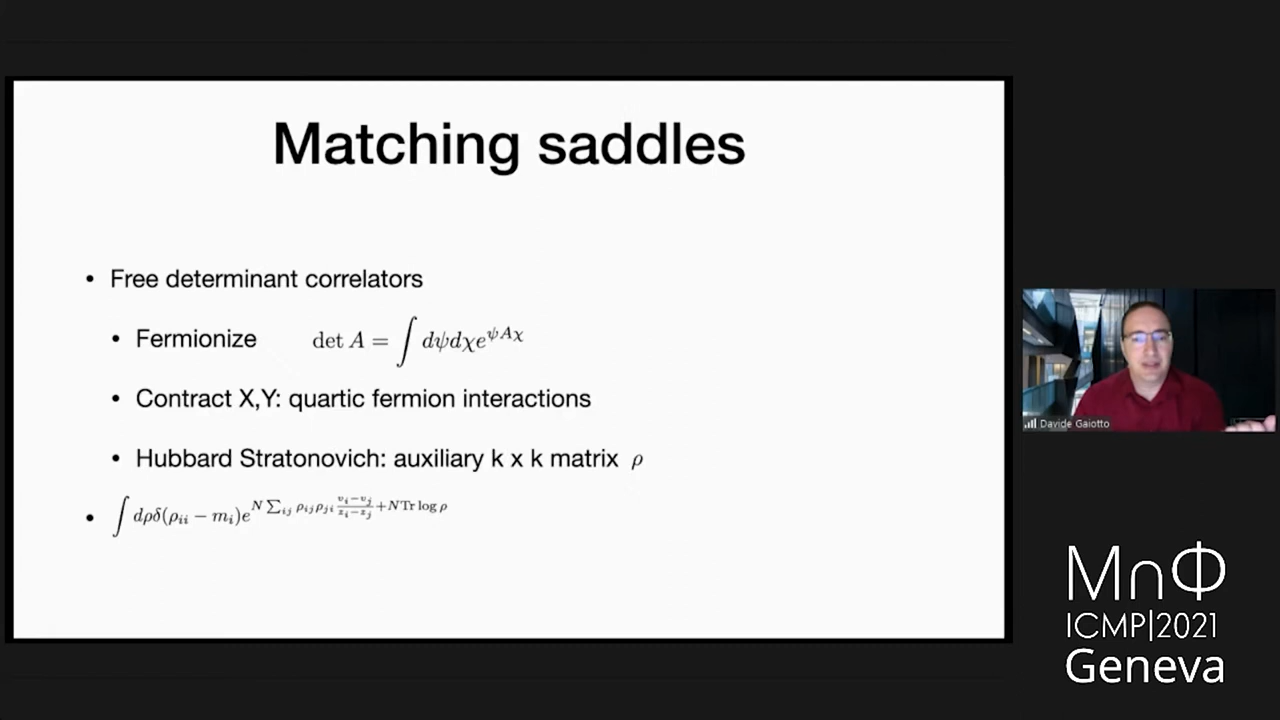 Matching saddles
• Free determinant correlators
• Fermionize det A = ∫ dψdχe^{ψAχ}
• Contract X,Y: quartic fermion interactions
• Hubbard Stratonovich: auxiliary k x k matrix ρ
• ∫ dρδ(ρ_{ii} − m_i)e^{N ∑_{ij} ρ_{ij}ρ_{ji} \frac{v_i−v_j}{z_i−z_j} + N Tr log ρ}
Davide Gaiotto
M∩Φ
ICMP|2021
Geneva